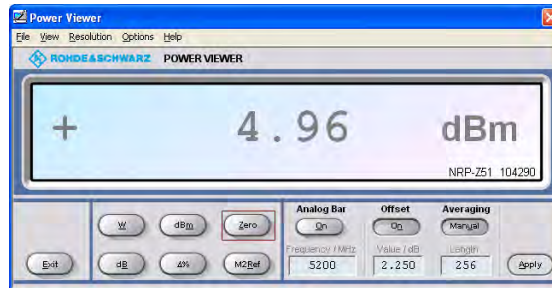 Power Viewer
File View Resolution Options Help
ROHDE&SCHWARZ POWER VIEWER
+ 4.96 dBm
NRP-Z51 104290
Analog Bar Offset Averaging
W dBm Zero On On Manual
Frequency / MHz Value / dB Length
Exit dB Δ% M2Ref 5200 2.250 256 Apply